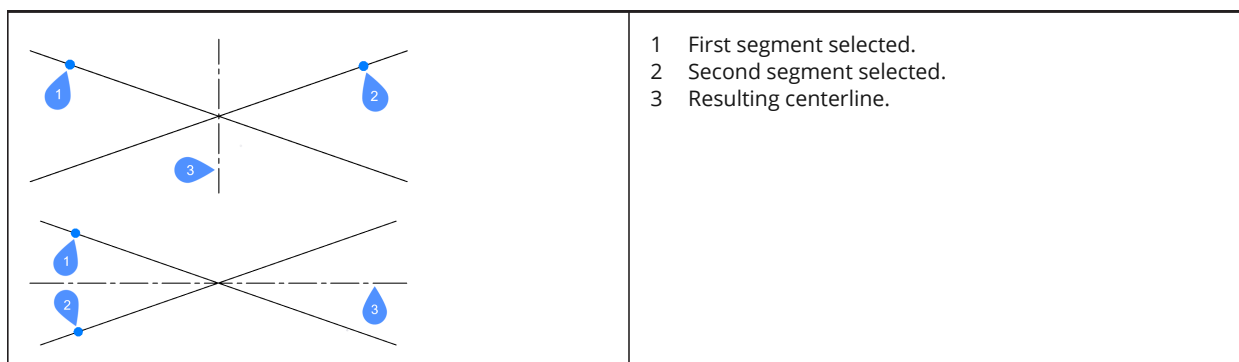 1
2
3
1
2
3
1 First segment selected.
2 Second segment selected.
3 Resulting centerline.